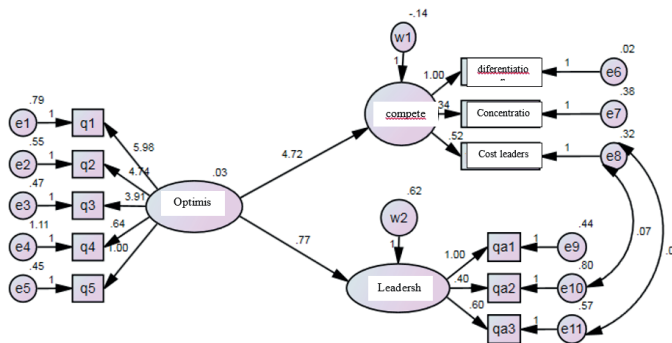 -.14
w1
1
.02
1.00
diferentiatio
1
e6
.79
.38
e1
1
q1
compete
.34
Concentratio
1
e7
.55
5.98
.52
.32
e2
1
q2
4.74
Cost leaders
1
e8
.47
.03
4.72
e3
1
q3
3.91
Optimis
.62
1.11
.64
w2
.07
e4
1
q4
1.00
.77
1
.44
.45
1.00
qa1
1
e9
e5
1
q5
.80
.40
qa2
1
e10
Leadersh
.57
.60
qa3
1
e11